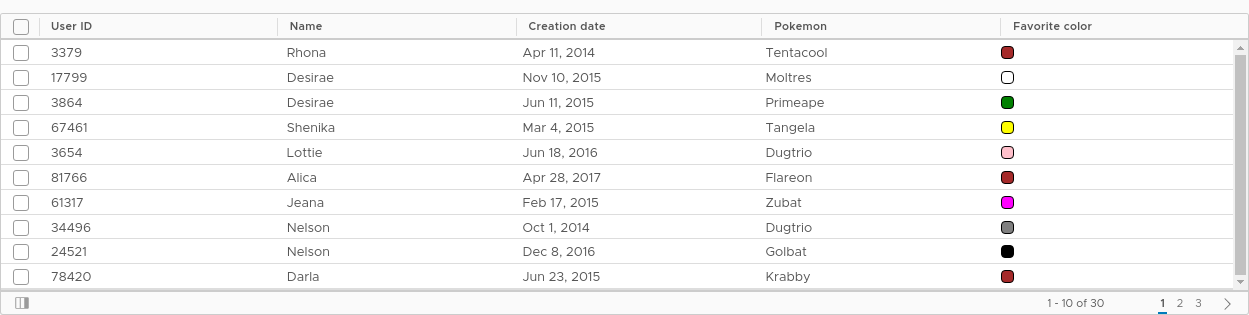 User ID Name Creation date Pokemon Favorite color
3379 Rhona Apr 11, 2014 Tentacool
17799 Desirae Nov 10, 2015 Moltres
3864 Desirae Jun 11, 2015 Primeape
67461 Shenika Mar 4, 2015 Tangela
3654 Lottie Jun 18, 2016 Dugtrio
81766 Alica Apr 28, 2017 Flareon
61317 Jeana Feb 17, 2015 Zubat
34496 Nelson Oct 1, 2014 Dugtrio
24521 Nelson Dec 8, 2016 Golbat
78420 Darla Jun 23, 2015 Krabby
1 - 10 of 30 1 2 3